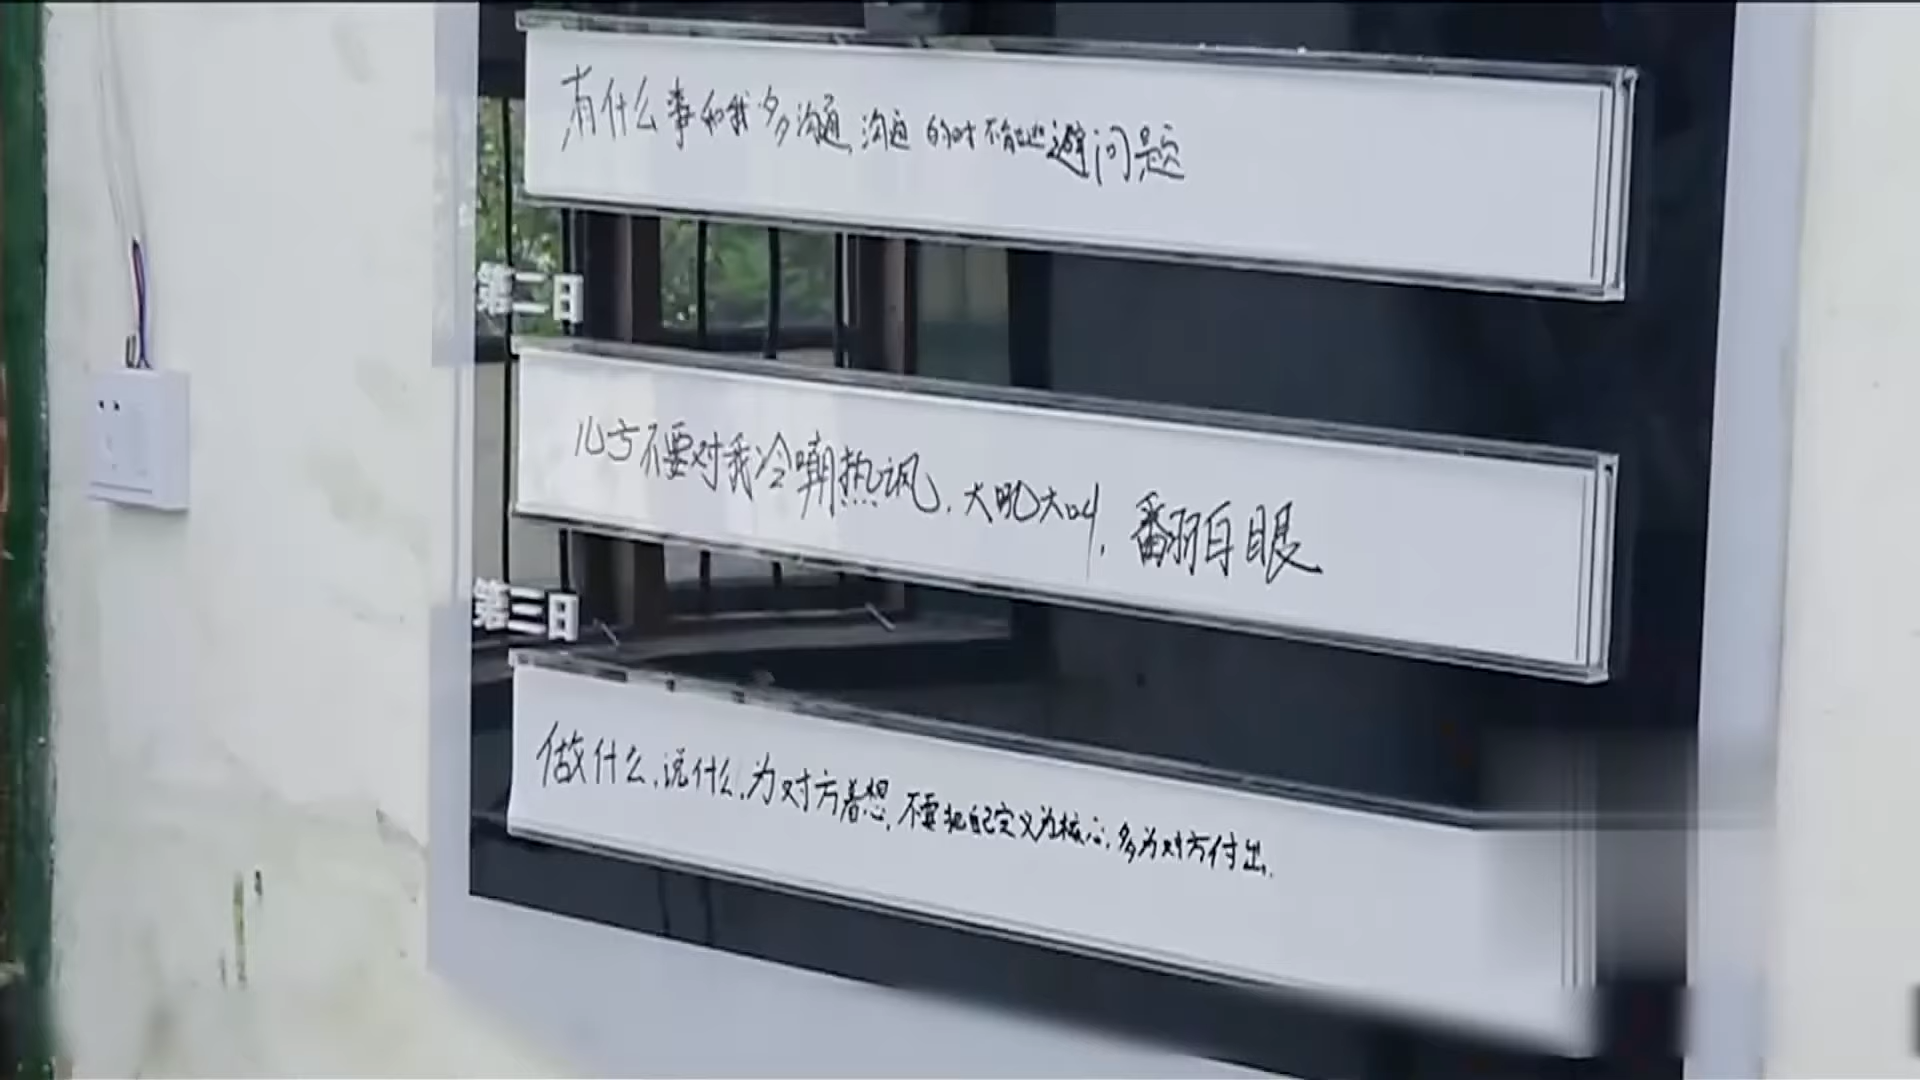 有什么事和我多沟通,沟通的时不能逃避问题
第二日
儿子不要对我冷嘲热讽,大吼大叫,翻白眼
第三日
做什么,说什么,为对方着想,不要把自己定义为核心,多为对方付出.